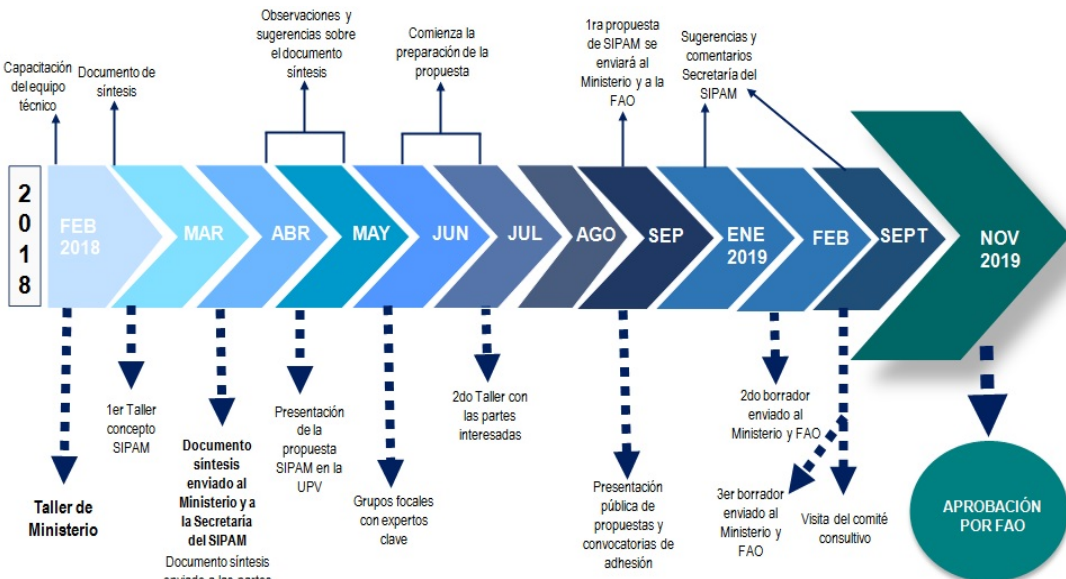 Capacitación
del equipo
técnico
Documento de
síntesis
Observaciones y
sugerencias sobre
el documento
síntesis
Comienza la
preparación de la
propuesta
1ra propuesta
de SIPAM se
enviará al
Ministerio y a la
FAO
Sugerencias y
comentarios
Secretaría del
SIPAM
2
0
1
8
FEB
2018
MAR
ABR
MAY
JUN
JUL
AGO
SEP
ENE
2019
FEB
SEPT
NOV
2019
Taller de
Ministerio
1er Taller
concepto
SIPAM
Documento
síntesis
enviado al
Ministerio y a
la Secretaría
del SIPAM
Documento síntesis
enviado a las partes
Presentación
de la
propuesta
SIPAM en la
UPV
Grupos focales
con expertos
clave
2do Taller con
las partes
interesadas
Presentación
pública de
propuestas y
convocatorias de
adhesión
2do borrador
enviado al
Ministerio y FAO
3er borrador
enviado al
Ministerio y
FAO
Visita del comité
consultivo
APROBACIÓN
POR FAO